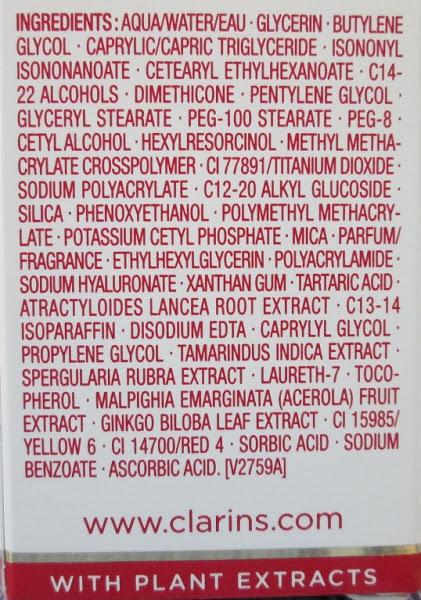 INGREDIENTS: AQUA/WATER/EAU · GLYCERIN · BUTYLENE
GLYCOL · CAPRYLIC/CAPRIC TRIGLYCERIDE · ISONONYL
ISONONANOATE · CETEARYL ETHYLHEXANOATE · C14-
22 ALCOHOLS · DIMETHICONE · PENTYLENE GLYCOL ·
GLYCERYL STEARATE · PEG-100 STEARATE · PEG-8 ·
CETYL ALCOHOL · HEXYLRESORCINOL · METHYL METHA-
CRYLATE CROSSPOLYMER · CI 77891/TITANIUM DIOXIDE ·
SODIUM POLYACRYLATE · C12-20 ALKYL GLUCOSIDE ·
SILICA · PHENOXYETHANOL · POLYMETHYL METHACRY-
LATE · POTASSIUM CETYL PHOSPHATE · MICA · PARFUM/
FRAGRANCE · ETHYLHEXYLGLYCERIN · POLYACRYLAMIDE ·
SODIUM HYALURONATE · XANTHAN GUM · TARTARIC ACID ·
ATRACTYLOIDES LANCEA ROOT EXTRACT · C13-14
ISOPARAFFIN · DISODIUM EDTA · CAPRYLYL GLYCOL ·
PROPYLENE GLYCOL · TAMARINDUS INDICA EXTRACT ·
SPERGULARIA RUBRA EXTRACT · LAURETH-7 · TOCO-
PHEROL · MALPIGHIA EMARGINATA (ACEROLA) FRUIT
EXTRACT · GINKGO BILOBA LEAF EXTRACT · CI 15985/
YELLOW 6 · CI 14700/RED 4 · SORBIC ACID · SODIUM
BENZOATE · ASCORBIC ACID. [V2759A]
www.clarins.com
WITH PLANT EXTRACTS